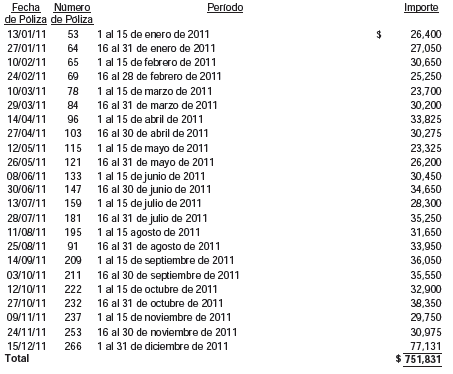 Fecha Número Período Importe
de Póliza de Póliza
13/01/11 53 1 al 15 de enero de 2011 $ 26,400
27/01/11 64 16 al 31 de enero de 2011 27,050
10/02/11 65 1 al 15 de febrero de 2011 30,650
24/02/11 69 16 al 28 de febrero de 2011 25,250
10/03/11 78 1 al 15 de marzo de 2011 23,700
29/03/11 84 16 al 31 de marzo de 2011 30,200
14/04/11 96 1 al 15 de abril de 2011 33,825
27/04/11 103 16 al 30 de abril de 2011 30,275
12/05/11 115 1 al 15 de mayo de 2011 23,325
26/05/11 121 16 al 31 de mayo de 2011 26,200
08/06/11 133 1 al 15 de junio de 2011 30,450
30/06/11 147 16 al 30 de junio de 2011 34,650
13/07/11 159 1 al 15 de julio de 2011 28,300
28/07/11 181 16 al 31 de julio de 2011 35,250
11/08/11 195 1 al 15 agosto de 2011 31,650
25/08/11 91 16 al 31 de agosto de 2011 33,950
14/09/11 209 1 al 15 de septiembre de 2011 36,050
03/10/11 211 16 al 30 de septiembre de 2011 35,550
12/10/11 222 1 al 15 de octubre de 2011 32,900
27/10/11 232 16 al 31 de octubre de 2011 38,350
09/11/11 237 1 al 15 de noviembre de 2011 29,750
24/11/11 253 16 al 30 de noviembre de 2011 30,975
15/12/11 266 1 al 31 de diciembre de 2011 77,131
Total $ 751,831